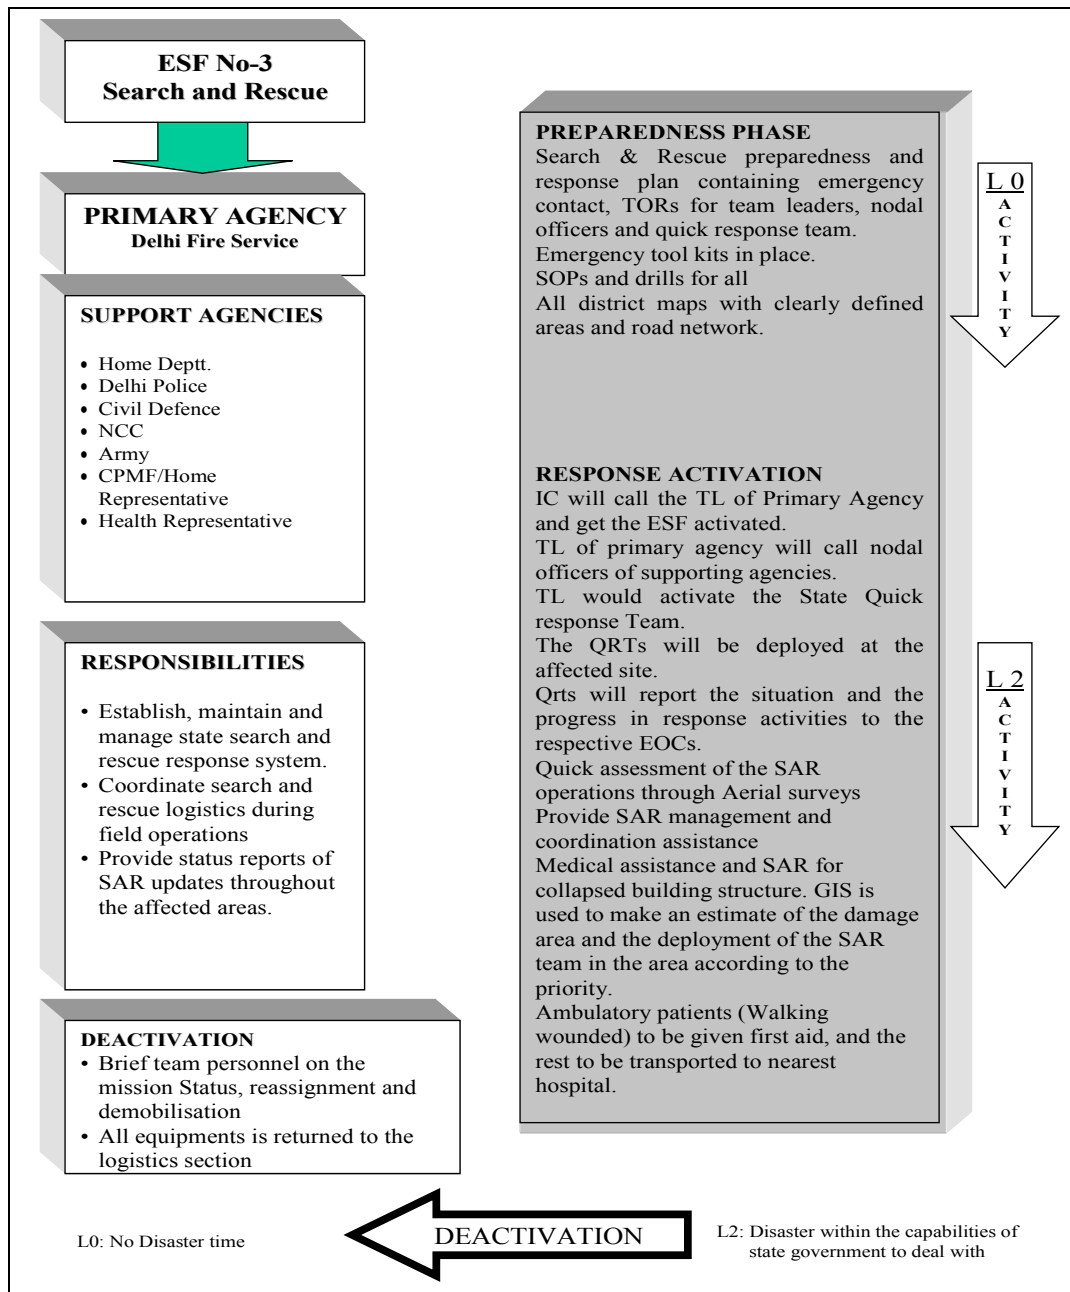 ESF No-3
Search and Rescue
PRIMARY AGENCY
Delhi Fire Service
SUPPORT AGENCIES
• Home Deptt.
• Delhi Police
• Civil Defence
• NCC
• Army
• CPMF/Home
Representative
• Health Representative
RESPONSIBILITIES
• Establish, maintain and
manage state search and
rescue response system.
• Coordinate search and
rescue logistics during
field operations
• Provide status reports of
SAR updates throughout
the affected areas.
DEACTIVATION
• Brief team personnel on the
mission Status, reassignment and
demobilisation
• All equipments is returned to the
logistics section
PREPAREDNESS PHASE
Search & Rescue preparedness and
response plan containing emergency
contact, TORs for team leaders, nodal
officers and quick response team.
Emergency tool kits in place.
SOPs and drills for all
All district maps with clearly defined
areas and road network.
RESPONSE ACTIVATION
IC will call the TL of Primary Agency
and get the ESF activated.
TL of primary agency will call nodal
officers of supporting agencies.
TL would activate the State Quick
response Team.
The QRTs will be deployed at the
affected site.
Qrts will report the situation and the
progress in response activities to the
respective EOCs.
Quick assessment of the SAR
operations through Aerial surveys
Provide SAR management and
coordination assistance
Medical assistance and SAR for
collapsed building structure. GIS is
used to make an estimate of the damage
area and the deployment of the SAR
team in the area according to the
priority.
Ambulatory patients (Walking
wounded) to be given first aid, and the
rest to be transported to nearest
hospital.
L 0
A
C
T
I
V
I
T
Y
L 2
A
C
T
I
V
I
T
Y
L0: No Disaster time
DEACTIVATION
L2: Disaster within the capabilities of
state government to deal with